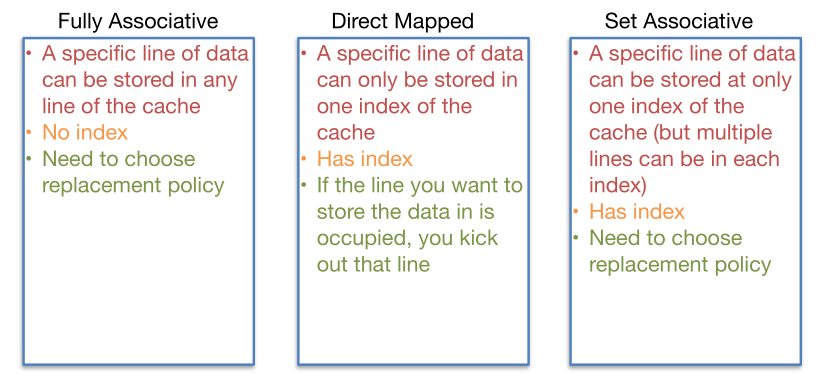 Fully Associative
• A specific line of data
can be stored in any
line of the cache
• No index
• Need to choose
replacement policy
Direct Mapped
• A specific line of data
can only be stored in
one index of the
cache
• Has index
• If the line you want to
store the data in is
occupied, you kick
out that line
Set Associative
• A specific line of data
can be stored at only
one index of the
cache (but multiple
lines can be in each
index)
• Has index
• Need to choose
replacement policy